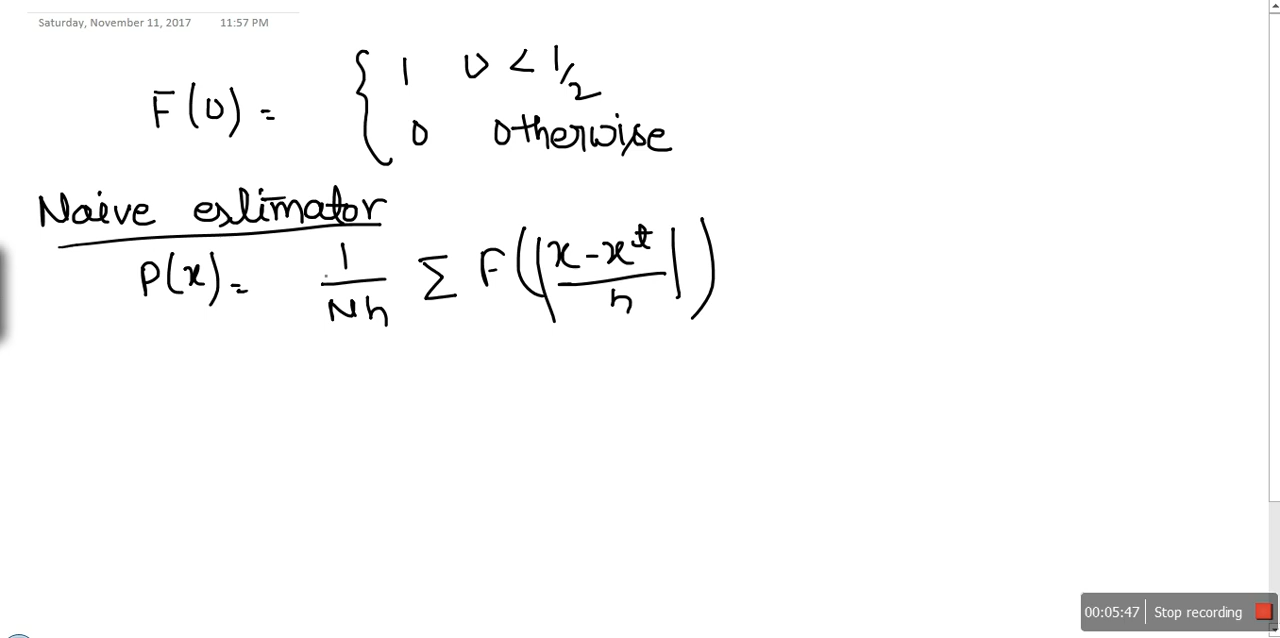 Saturday, November 11, 2017 11:57 PM
F(υ) = { 1 υ < 1/2
0 otherwise
Naive estimator
P(x) = 1/Nh Σ F(|x - x^t / h|)
00:05:47 Stop recording